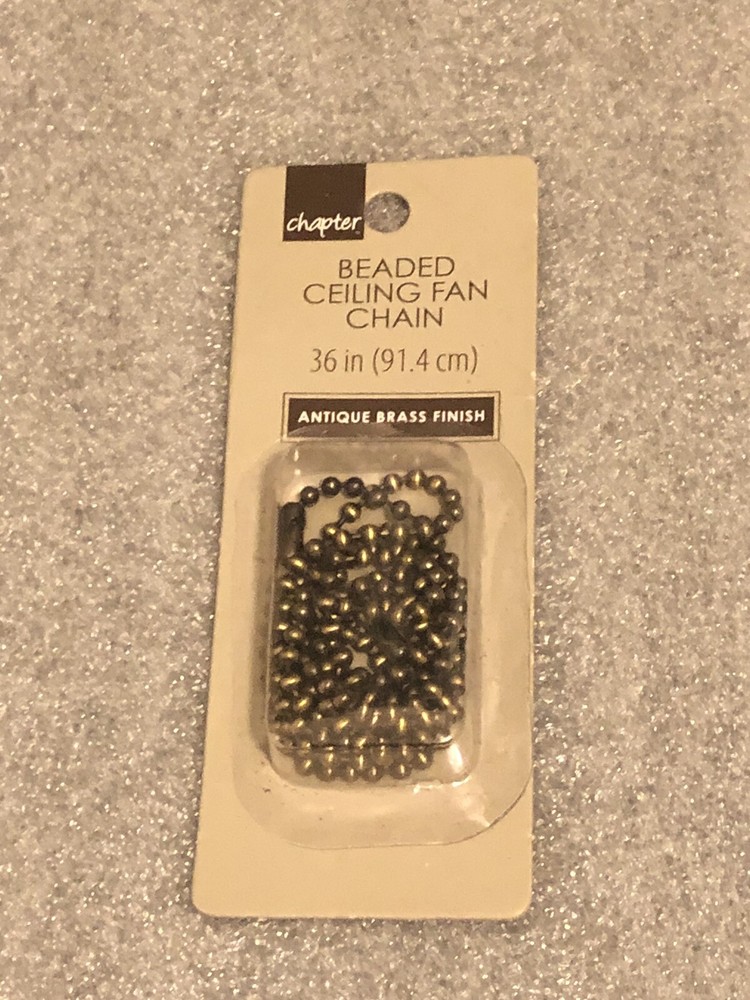 chapter
BEADED
CEILING FAN
CHAIN
36 in (91.4 cm)
ANTIQUE BRASS FINISH